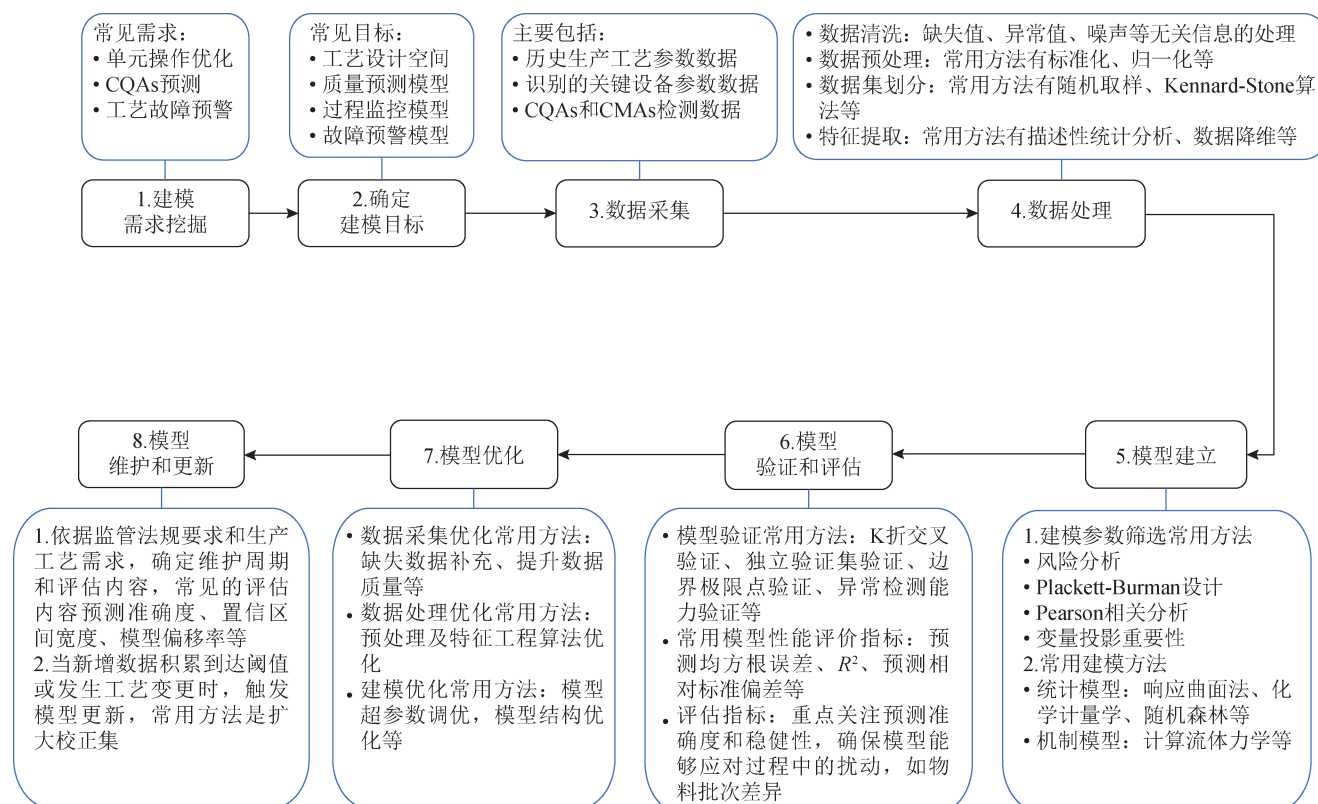 常见需求：
• 单元操作优化
• CQAs预测
• 工艺故障预警
常见目标：
• 工艺设计空间
• 质量预测模型
• 过程监控模型
• 故障预警模型
主要包括：
• 历史生产工艺参数数据
• 识别的关键设备参数数据
• CQAs和CMAs检测数据
• 数据清洗：缺失值、异常值、噪声等无关信息的处理
• 数据预处理：常用方法有标准化、归一化等
• 数据集划分：常用方法有随机取样、Kennard-Stone算
法等
• 特征提取：常用方法有描述性统计分析、数据降维等
1.建模
需求挖掘
2.确定
建模目标
3.数据采集
4.数据处理
5.模型建立
1.建模参数筛选常用方法
• 风险分析
• Plackett-Burman设计
• Pearson相关分析
• 变量投影重要性
2.常用建模方法
• 统计模型：响应曲面法、化
学计量学、随机森林等
• 机制模型：计算流体力学等
6.模型
验证和评估
• 模型验证常用方法：K折交叉
验证、独立验证集验证、边
界极限点验证、异常检测能
力验证等
• 常用模型性能评价指标：预
测均方根误差、R²、预测相
对标准偏差等
• 评估指标：重点关注预测准
确度和稳健性，确保模型能
够应对过程中的扰动，如物
料批次差异
7.模型优化
• 数据采集优化常用方法：
缺失数据补充、提升数据
质量等
• 数据处理优化常用方法：
预处理及特征工程算法优
化
• 建模优化常用方法：模型
超参数调优，模型结构优
化等
8.模型
维护和更新
1.依据监管法规要求和生产
工艺需求，确定维护周期
和评估内容，常见的评估
内容预测准确度、置信区
间宽度、模型偏移率等
2.当新增数据积累到达阈值
或发生工艺变更时，触发
模型更新，常用方法是扩
大校正集